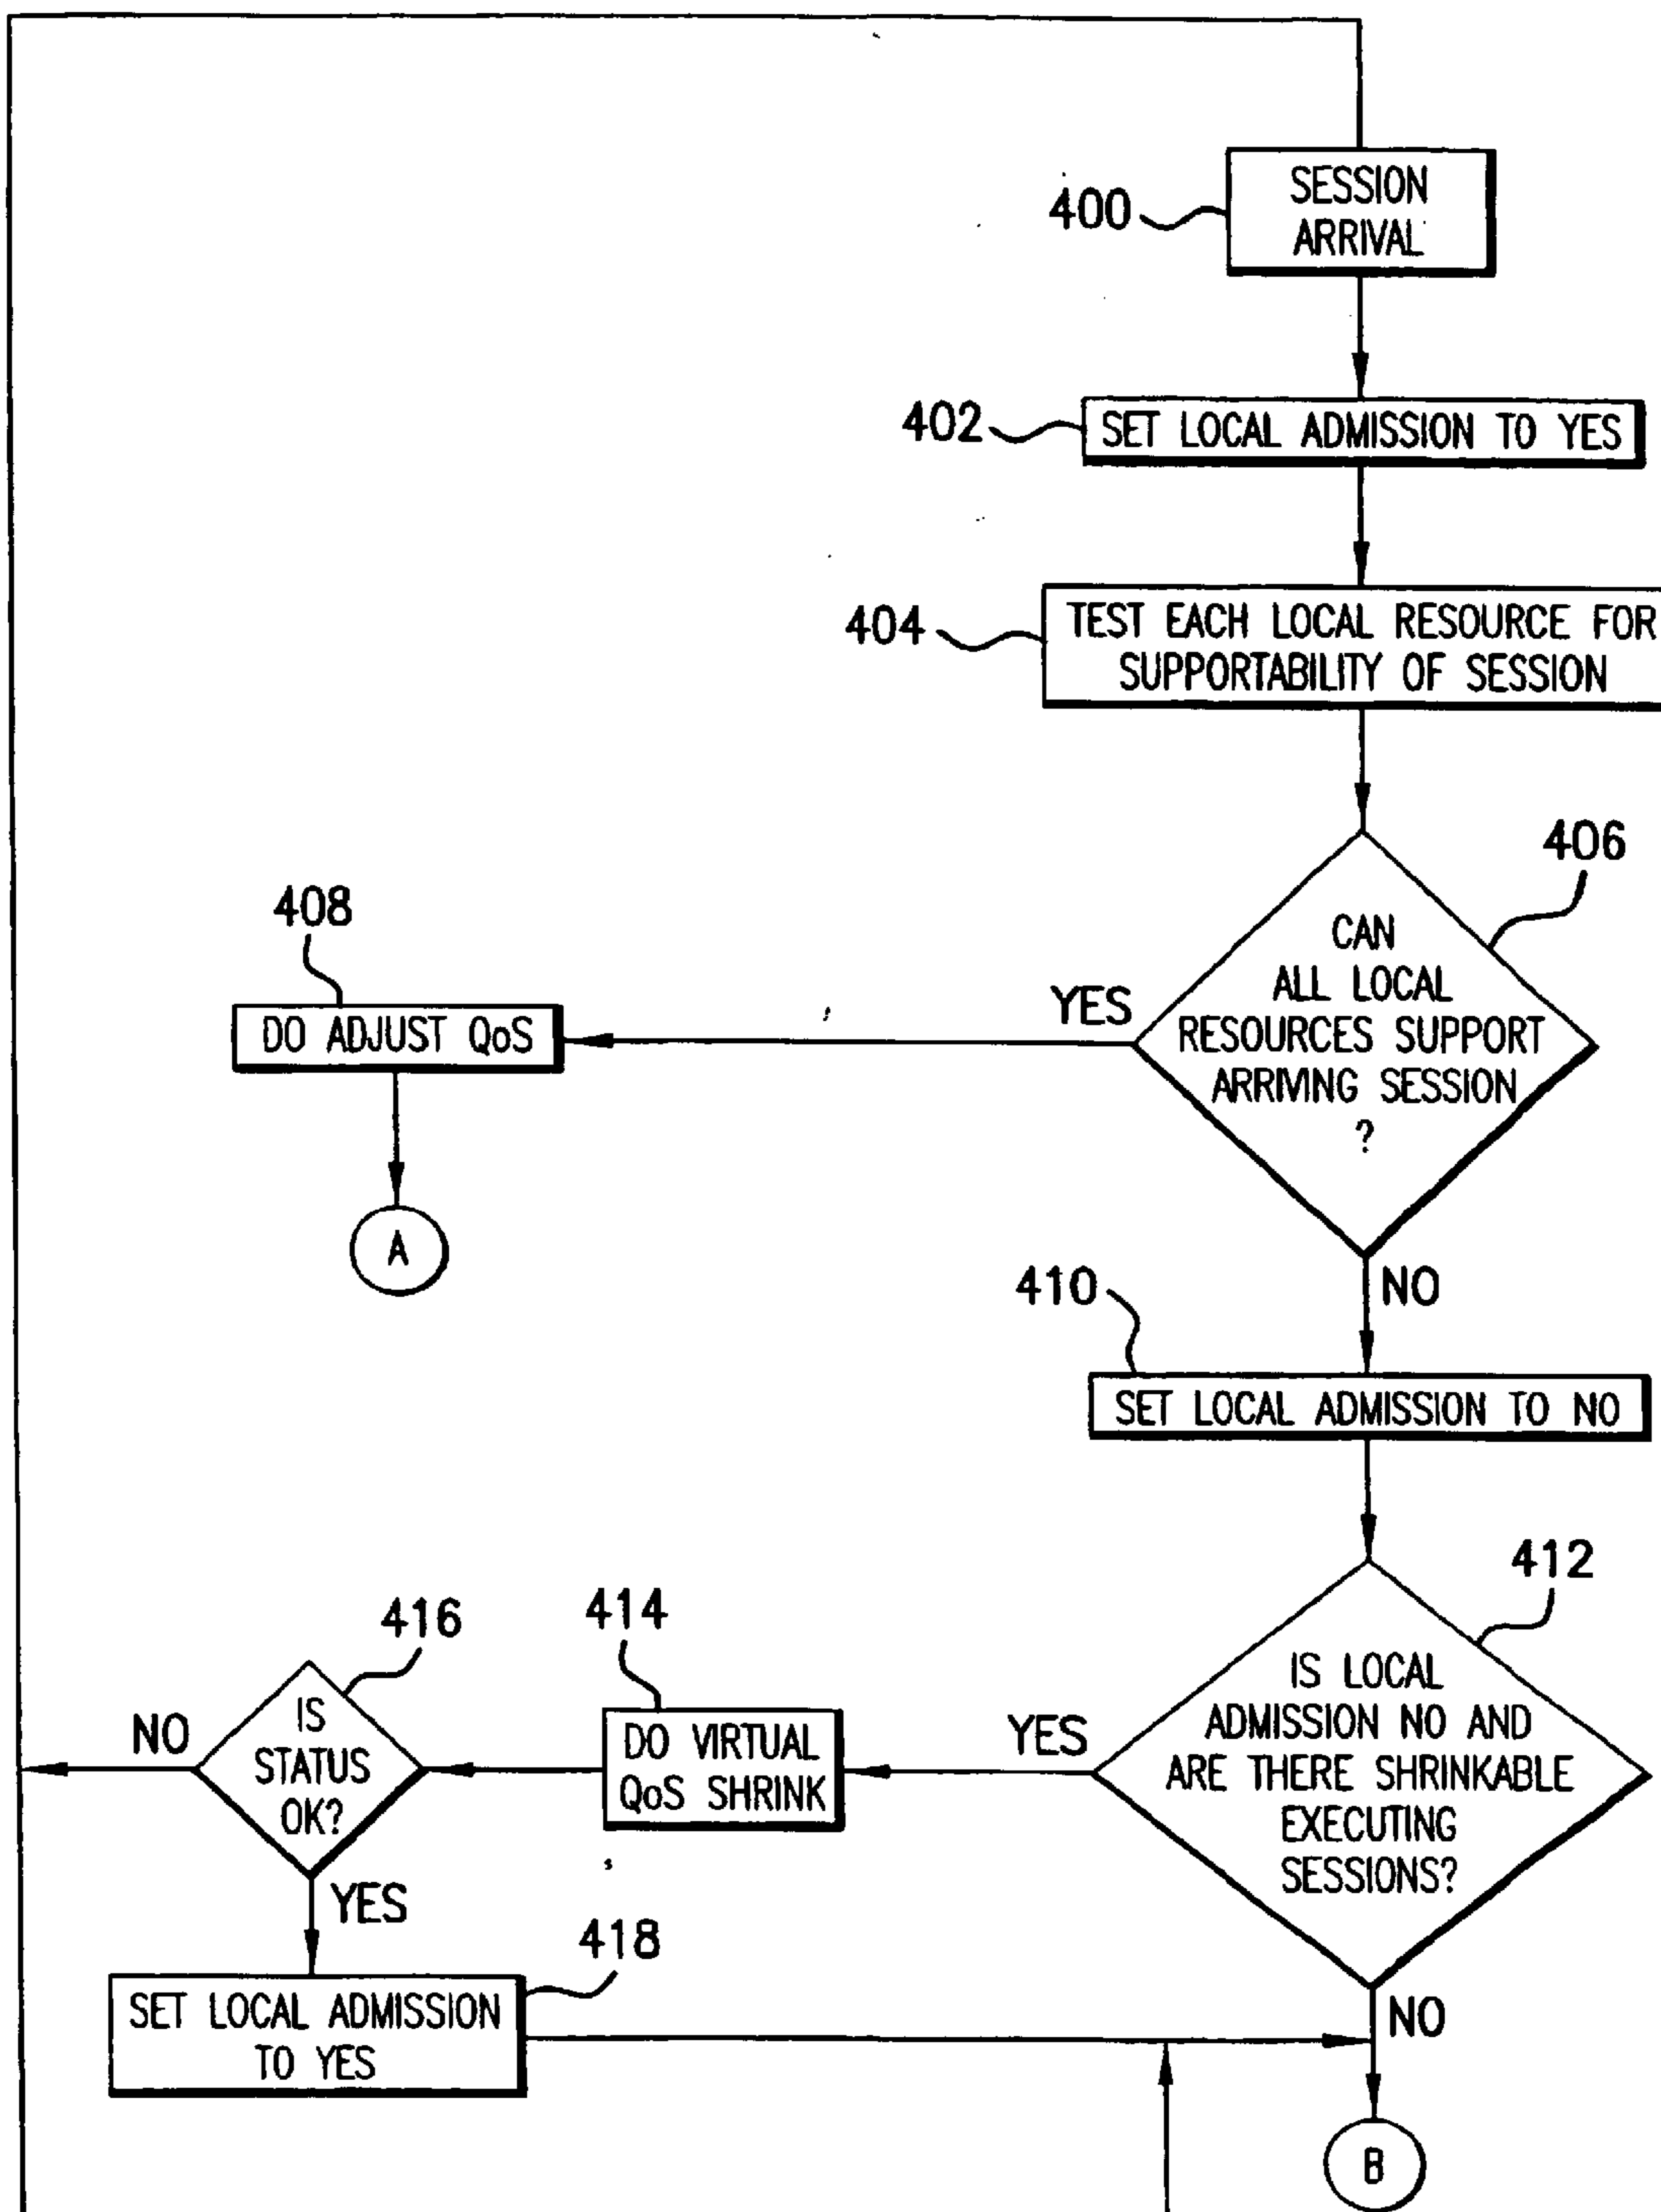 400
SESSION
ARRIVAL
402
SET LOCAL ADMISSION TO YES
404
TEST EACH LOCAL RESOURCE FOR
SUPPORTABILITY OF SESSION
406
CAN
ALL LOCAL
RESOURCES SUPPORT
ARRIVING SESSION
?
YES
408
DO ADJUST QoS
A
NO
410
SET LOCAL ADMISSION TO NO
412
IS LOCAL
ADMISSION NO AND
ARE THERE SHRINKABLE
EXECUTING
SESSIONS?
YES
414
DO VIRTUAL
QoS SHRINK
416
IS
STATUS
OK?
NO
YES
418
SET LOCAL ADMISSION
TO YES
NO
B